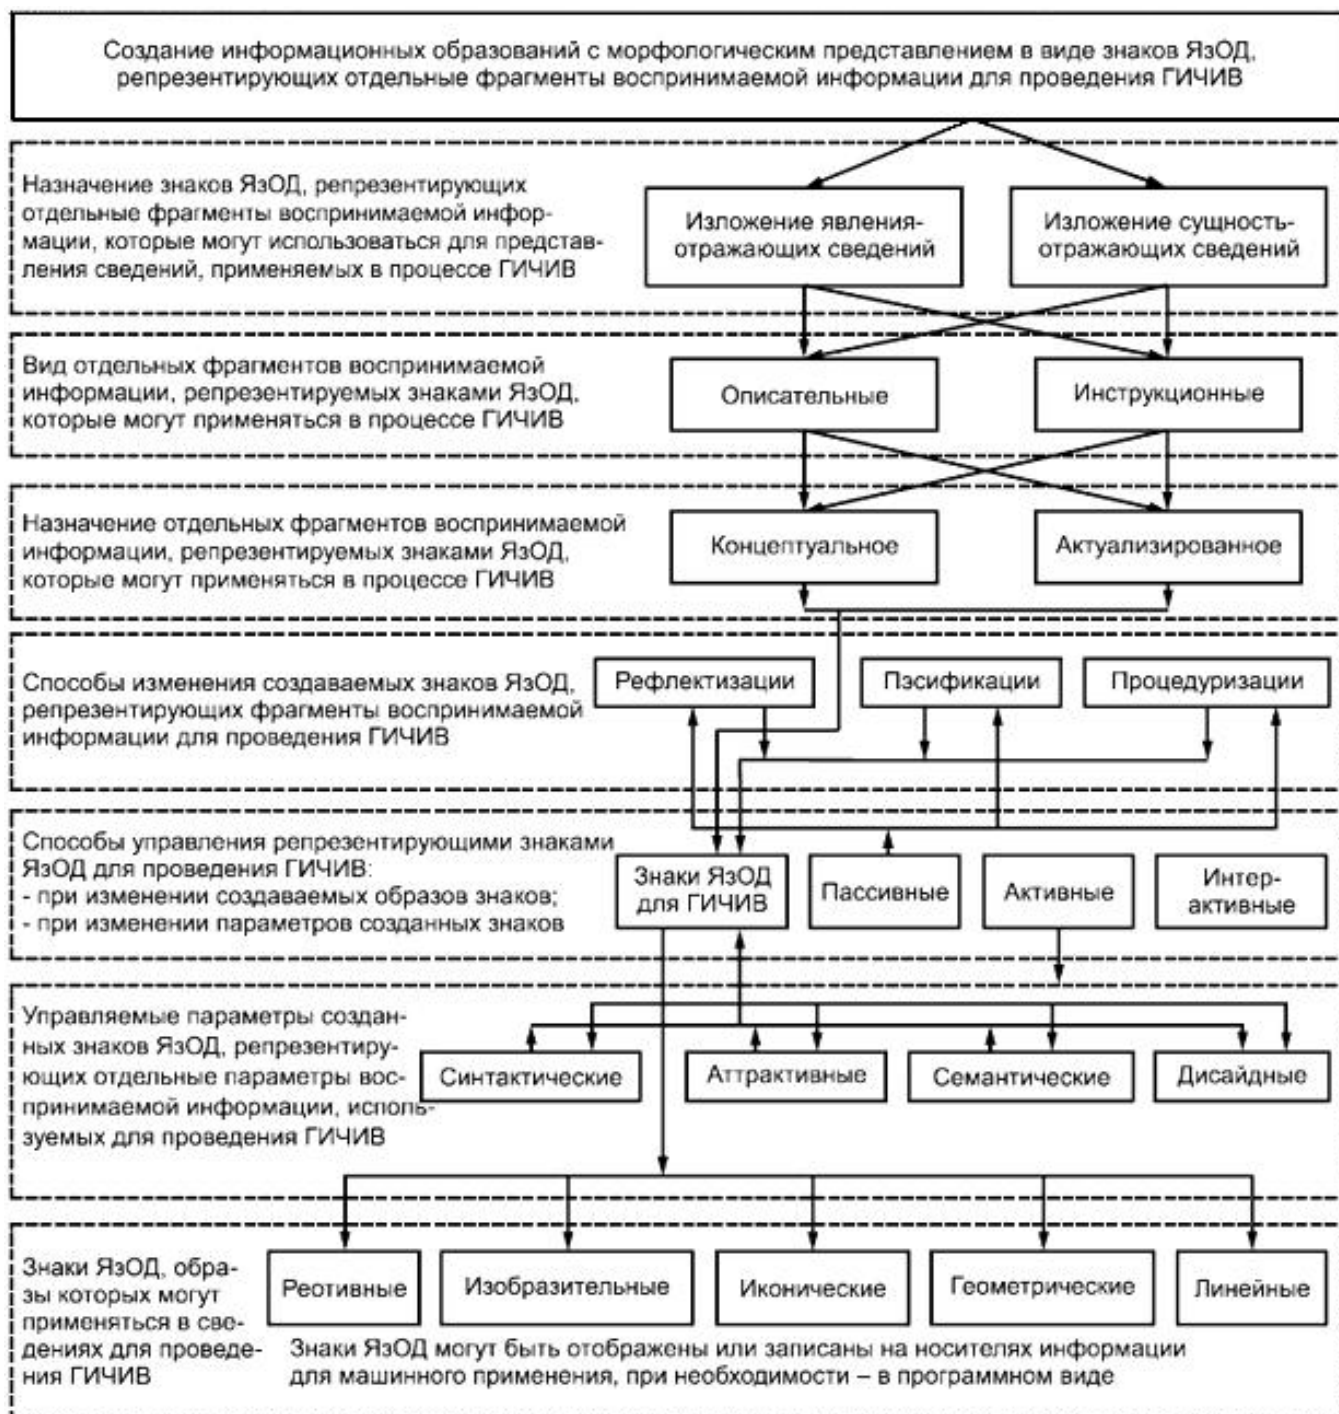 Создание информационных образований с морфологическим представлением в виде знаков ЯзОД,
репрезентирующих отдельные фрагменты воспринимаемой информации для проведения ГИЧИВ
Назначение знаков ЯзОД, репрезентирующих
отдельные фрагменты воспринимаемой инфор-
мации, которые могут использоваться для представ-
ления сведений, применяемых в процессе ГИЧИВ
Изложение явления-
отражающих сведений
Изложение сущность-
отражающих сведений
Вид отдельных фрагментов воспринимаемой
информации, репрезентируемых знаками ЯзОД,
которые могут применяться в процессе ГИЧИВ
Описательные
Инструкционные
Назначение отдельных фрагментов воспринимаемой
информации, репрезентируемых знаками ЯзОД,
которые могут применяться в процессе ГИЧИВ
Концептуальное
Актуализированное
Способы изменения создаваемых знаков ЯзОД,
репрезентирующих фрагменты воспринимаемой
информации для проведения ГИЧИВ
Рефлектизации
Пэсификации
Процедуризации
Способы управления репрезентирующими знаками
ЯзОД для проведения ГИЧИВ:
- при изменении создаваемых образов знаков;
- при изменении параметров созданных знаков
Знаки ЯзОД
для ГИЧИВ
Пассивные
Активные
Интер-
активные
Управляемые параметры создан-
ных знаков ЯзОД, репрезентиру-
ющих отдельные параметры вос-
принимаемой информации, исполь-
зуемых для проведения ГИЧИВ
Синтактические
Аттрактивные
Семантические
Дисайдные
Знаки ЯзОД, обра-
зы которых могут
применяться в све-
дениях для проведе-
ния ГИЧИВ
Реотивные
Изобразительные
Иконические
Геометрические
Линейные
Знаки ЯзОД могут быть отображены или записаны на носителях информации
для машинного применения, при необходимости – в программном виде